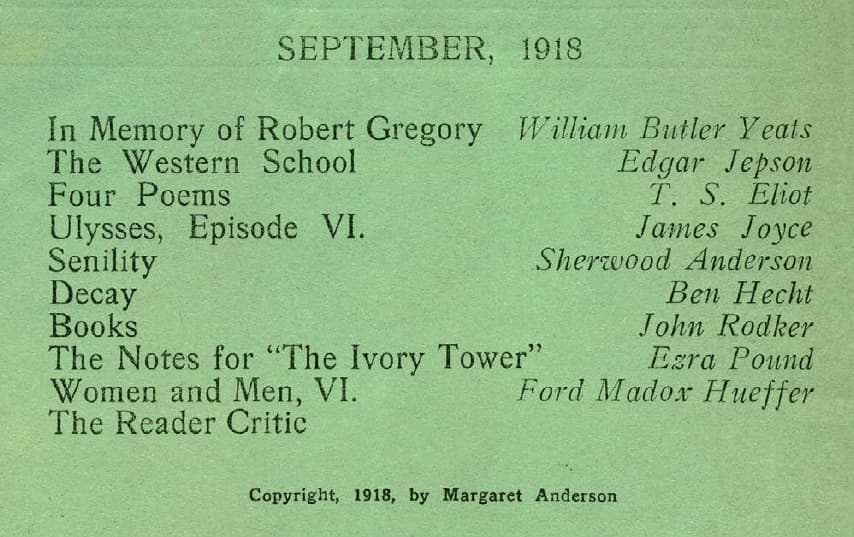 SEPTEMBER, 1918
In Memory of Robert Gregory William Butler Yeats
The Western School Edgar Jepson
Four Poems T. S. Eliot
Ulysses, Episode VI. James Joyce
Senility Sherwood Anderson
Decay Ben Hecht
Books John Rodker
The Notes for “The Ivory Tower” Ezra Pound
Women and Men, VI. Ford Madox Hueffer
The Reader Critic
Copyright, 1918, by Margaret Anderson